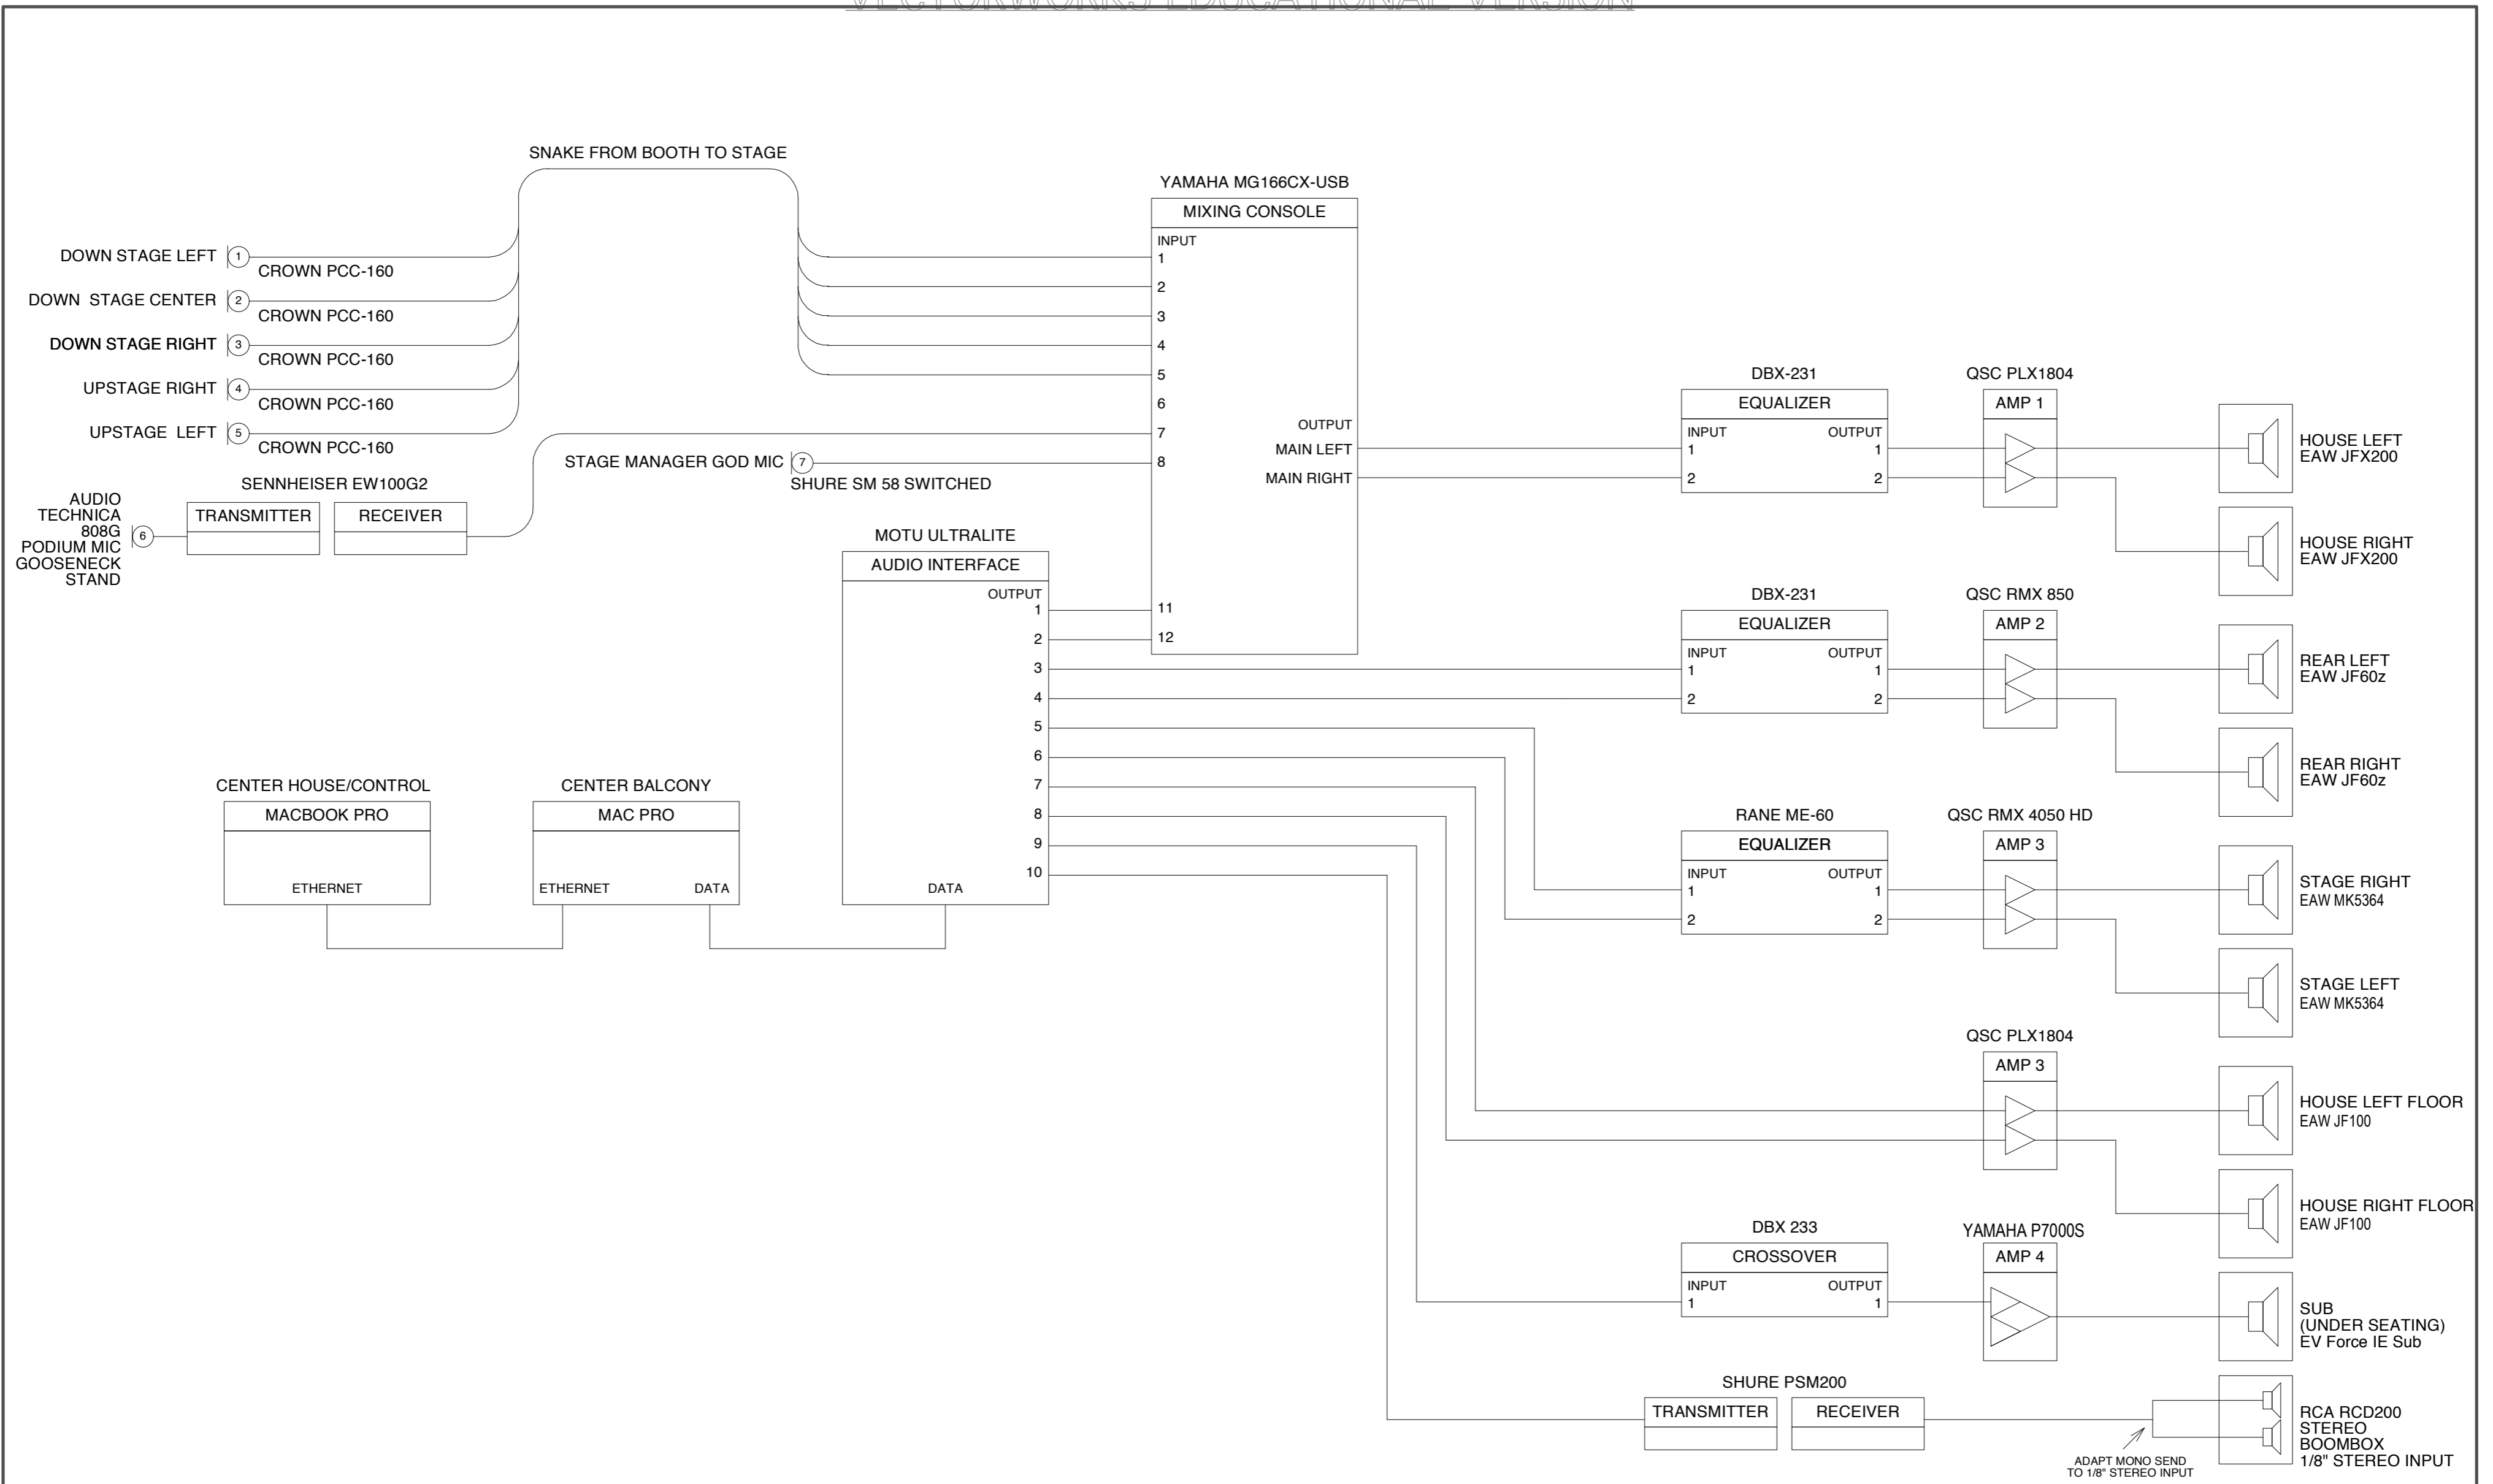 VECTORWORKS EDUCATIONAL VERSION
SNAKE FROM BOOTH TO STAGE
DOWN STAGE LEFT 1
CROWN PCC-160
DOWN  STAGE CENTER 2
CROWN PCC-160
DOWN STAGE RIGHT 3
CROWN PCC-160
UPSTAGE RIGHT 4
CROWN PCC-160
UPSTAGE  LEFT 5
CROWN PCC-160
SENNHEISER EW100G2
TRANSMITTER
RECEIVER
AUDIO
TECHNICA
808G
PODIUM MIC
GOOSENECK
STAND
6
STAGE MANAGER GOD MIC 7
SHURE SM 58 SWITCHED
YAMAHA MG166CX-USB
MIXING CONSOLE
INPUT
1
2
3
4
5
6
7
8
11
12
OUTPUT
MAIN LEFT
MAIN RIGHT
MOTU ULTRALITE
AUDIO INTERFACE
OUTPUT
1
2
3
4
5
6
7
8
9
10
DATA
CENTER HOUSE/CONTROL
MACBOOK PRO
ETHERNET
CENTER BALCONY
MAC PRO
ETHERNET DATA
DBX-231
EQUALIZER
INPUT OUTPUT
1 1
2 2
QSC PLX1804
AMP 1
HOUSE LEFT
EAW JFX200
HOUSE RIGHT
EAW JFX200
DBX-231
EQUALIZER
INPUT OUTPUT
1 1
2 2
QSC RMX 850
AMP 2
REAR LEFT
EAW JF60z
REAR RIGHT
EAW JF60z
RANE ME-60
EQUALIZER
INPUT OUTPUT
1 1
2 2
QSC RMX 4050 HD
AMP 3
STAGE RIGHT
EAW MK5364
STAGE LEFT
EAW MK5364
QSC PLX1804
AMP 3
HOUSE LEFT FLOOR
EAW JF100
HOUSE RIGHT FLOOR
EAW JF100
DBX 233
CROSSOVER
INPUT OUTPUT
1 1
YAMAHA P7000S
AMP 4
SUB
(UNDER SEATING)
EV Force IE Sub
SHURE PSM200
TRANSMITTER
RECEIVER
ADAPT MONO SEND
TO 1/8" STEREO INPUT
RCA RCD200
STEREO
BOOMBOX
1/8" STEREO INPUT